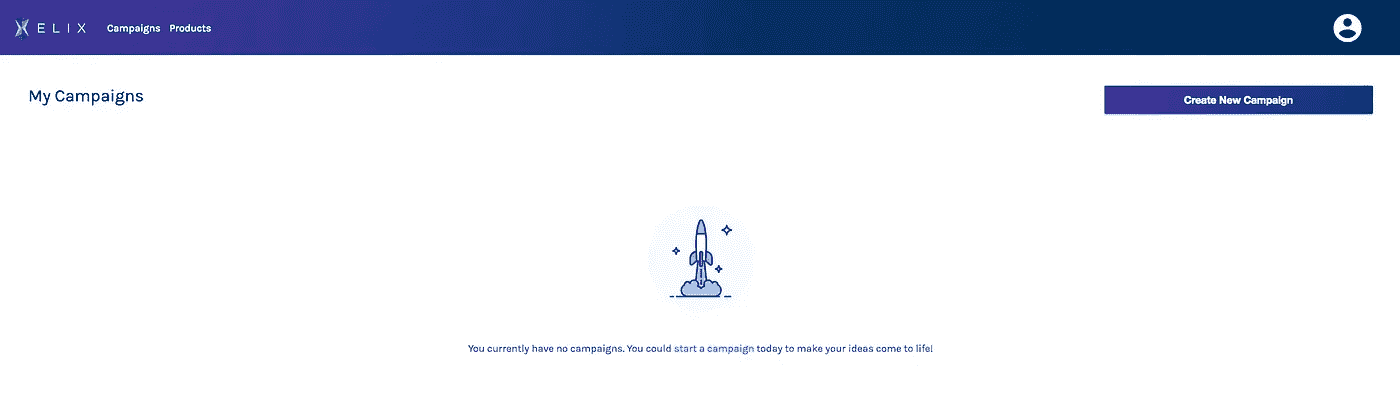 ELIX Campaigns Products
My Campaigns
Create New Campaign
You currently have no campaigns. You could start a campaign today to make your ideas come to life!